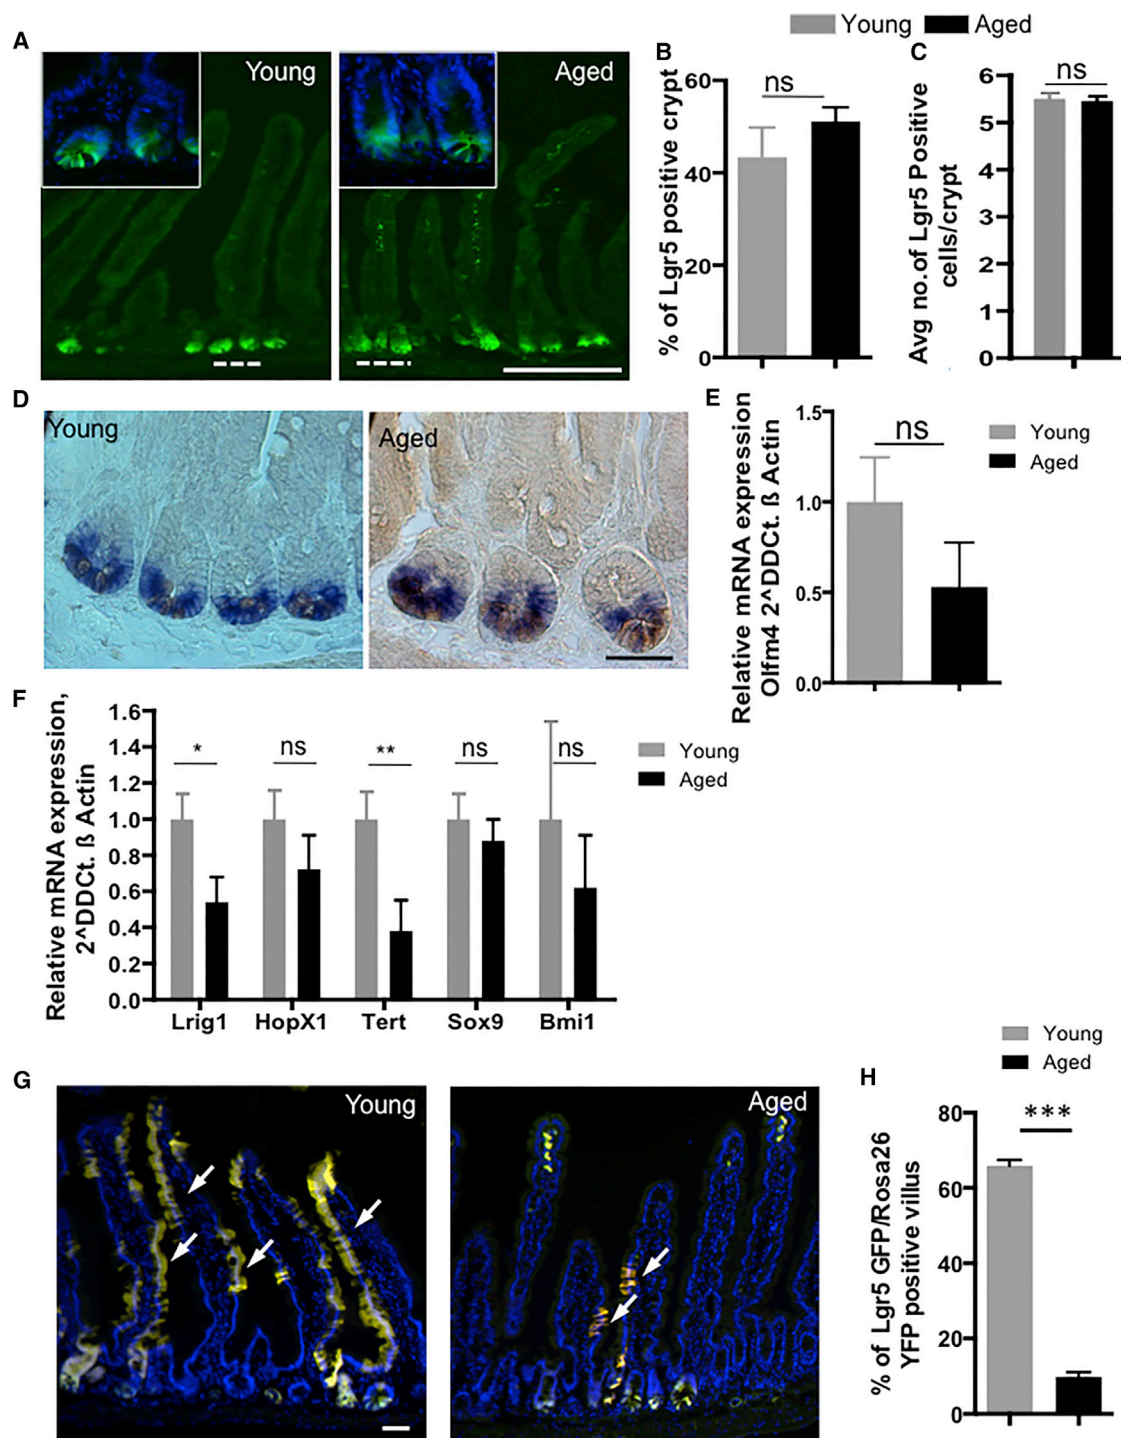 Young Aged
A
Young
Aged
B
% of Lgr5 positive crypt
60
40
20
0
ns
C
Avg no.of Lgr5 Positive
cells/crypt
6
5
4
3
2
1
0
ns
D
Young
Aged
E
Relative mRNA expression
Olfm4 2^DDCt. ß Actin
1.5
1.0
0.5
0.0
ns
Young
Aged
F
Relative mRNA expression,
2^DDCt. ß Actin
1.6
1.4
1.2
1.0
0.8
0.6
0.4
0.2
0.0
*
ns
**
ns
ns
Lrig1 HopX1 Tert Sox9 Bmi1
Young
Aged
G
Young
Aged
H
Young
Aged
% of Lgr5 GFP/Rosa26
YFP positive villus
80
60
40
20
0
***